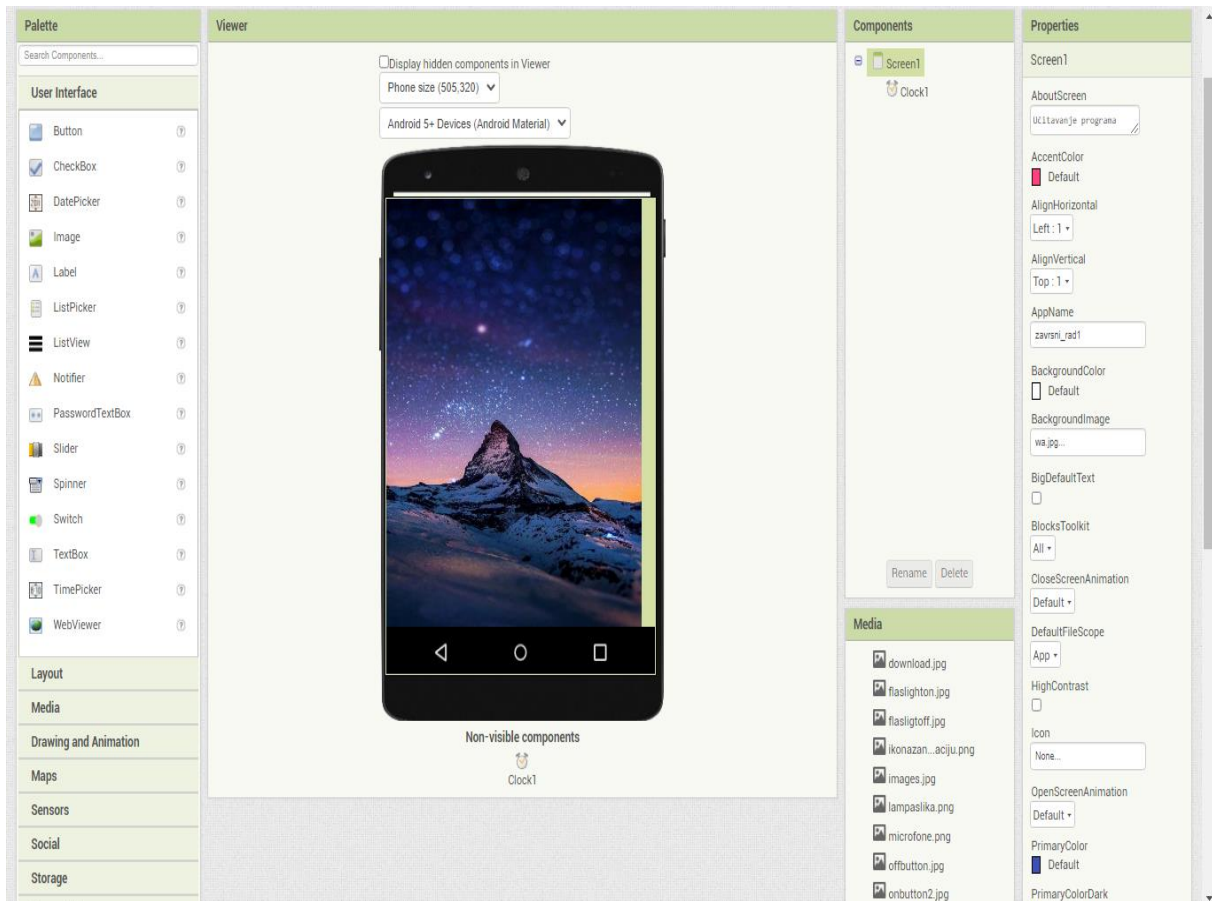 Palette
Search Components...
User Interface
Button
CheckBox
DatePicker
Image
Label
ListPicker
ListView
Notifier
PasswordTextBox
Slider
Spinner
Switch
TextBox
TimePicker
WebViewer
Layout
Media
Drawing and Animation
Maps
Sensors
Social
Storage
Viewer
Display hidden components in Viewer
Phone size (505,320)
Android 5+ Devices (Android Material)
Non-visible components
Clock1
Components
Screen1
Clock1
Rename Delete
Media
download.jpg
flaslighton.jpg
flasligtoff.jpg
ikonazan...aciju.png
images.jpg
lampaslika.png
microfone.png
offbutton.jpg
onbutton2.jpg
Properties
Screen1
AboutScreen
Učitavanje programa
AccentColor
Default
AlignHorizontal
Left : 1
AlignVertical
Top : 1
AppName
zavrsni_rad1
BackgroundColor
Default
BackgroundImage
wa.jpg...
BigDefaultText
BlocksToolkit
All
CloseScreenAnimation
Default
DefaultFileScope
App
HighContrast
Icon
None...
OpenScreenAnimation
Default
PrimaryColor
Default
PrimaryColorDark